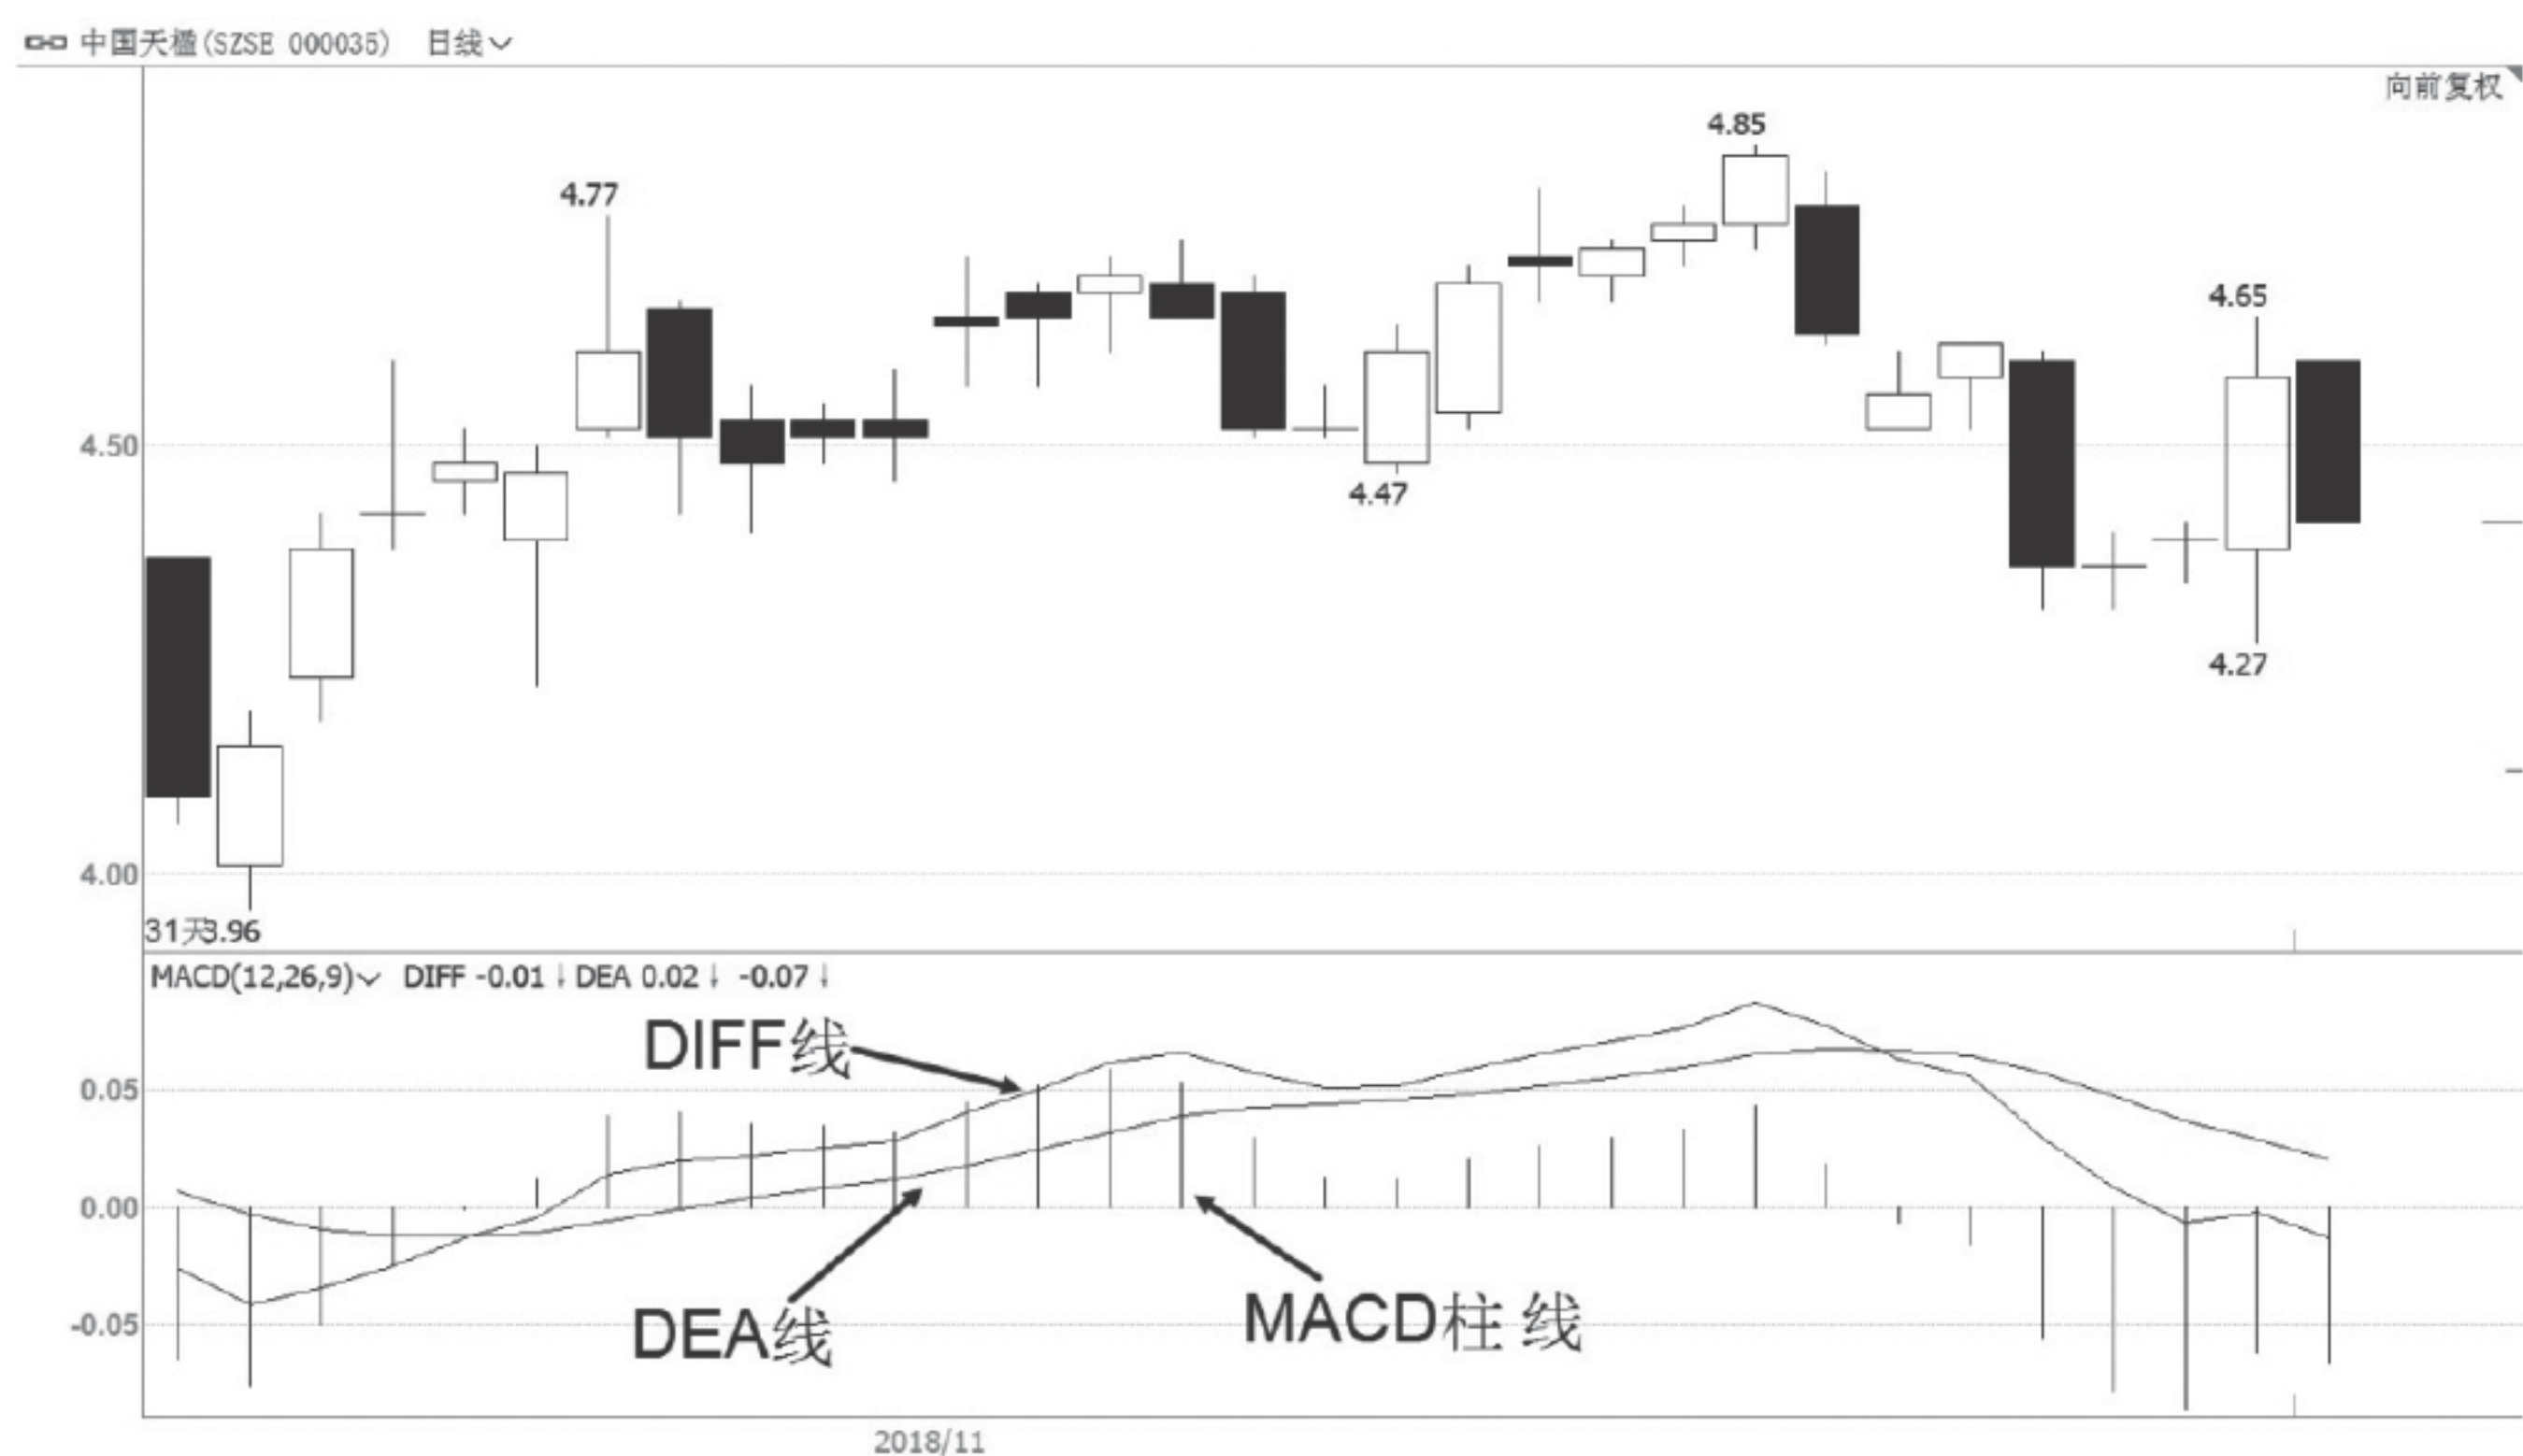 中国天楹(SZSE 000035) 日线
向前复权
4.85
4.77
4.65
4.50
4.47
4.27
4.00
31天3.96
MACD(12,26,9) DIFF -0.01↓ DEA 0.02↓ -0.07↓
DIFF线
0.05
0.00
DEA线
MACD柱线
-0.05
2018/11